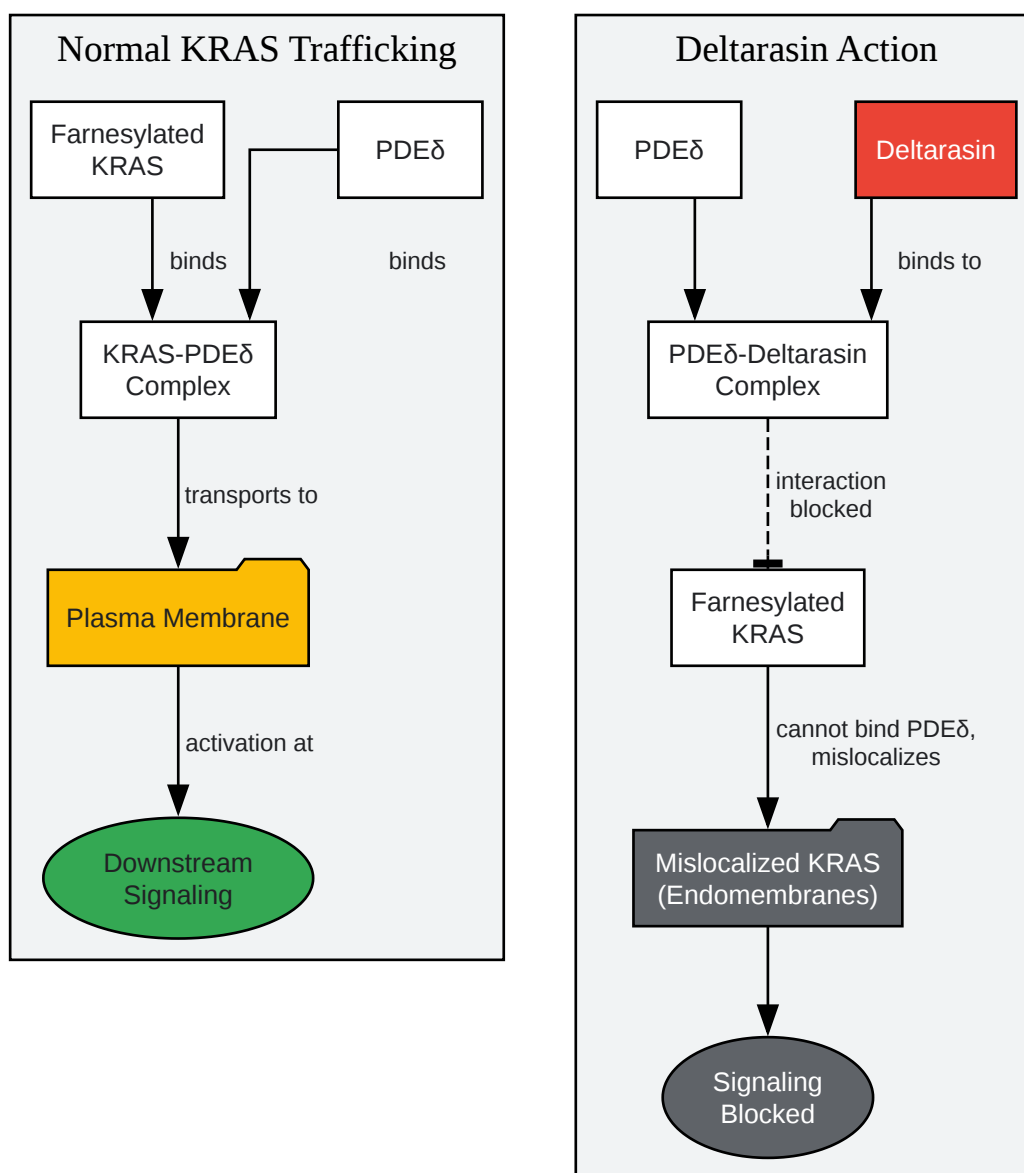 Normal KRAS Trafficking
Farnesylated
KRAS
PDEδ
binds
binds
KRAS-PDEδ
Complex
transports to
Plasma Membrane
activation at
Downstream
Signaling
Deltarasin Action
PDEδ
Deltarasin
binds to
PDEδ-Deltarasin
Complex
interaction
blocked
Farnesylated
KRAS
cannot bind PDEδ,
mislocalizes
Mislocalized KRAS
(Endomembranes)
Signaling
Blocked